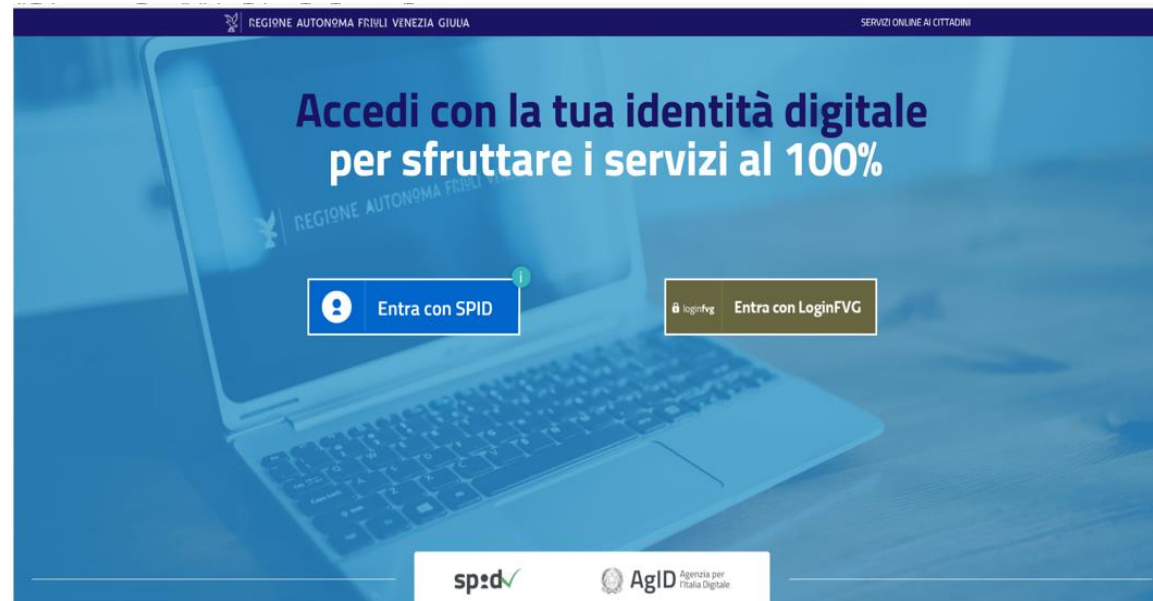 REGIONE AUTONOMA FRIULI VENEZIA GIULIA
SERVIZI ONLINE AI CITTADINI
Accedi con la tua identità digitale
per sfruttare i servizi al 100%
REGIONE AUTONOMA FRIULI VENEZIA
i
Entra con SPID
loginfvg
Entra con LoginFVG
spid
AgID Agenzia per
l'Italia Digitale